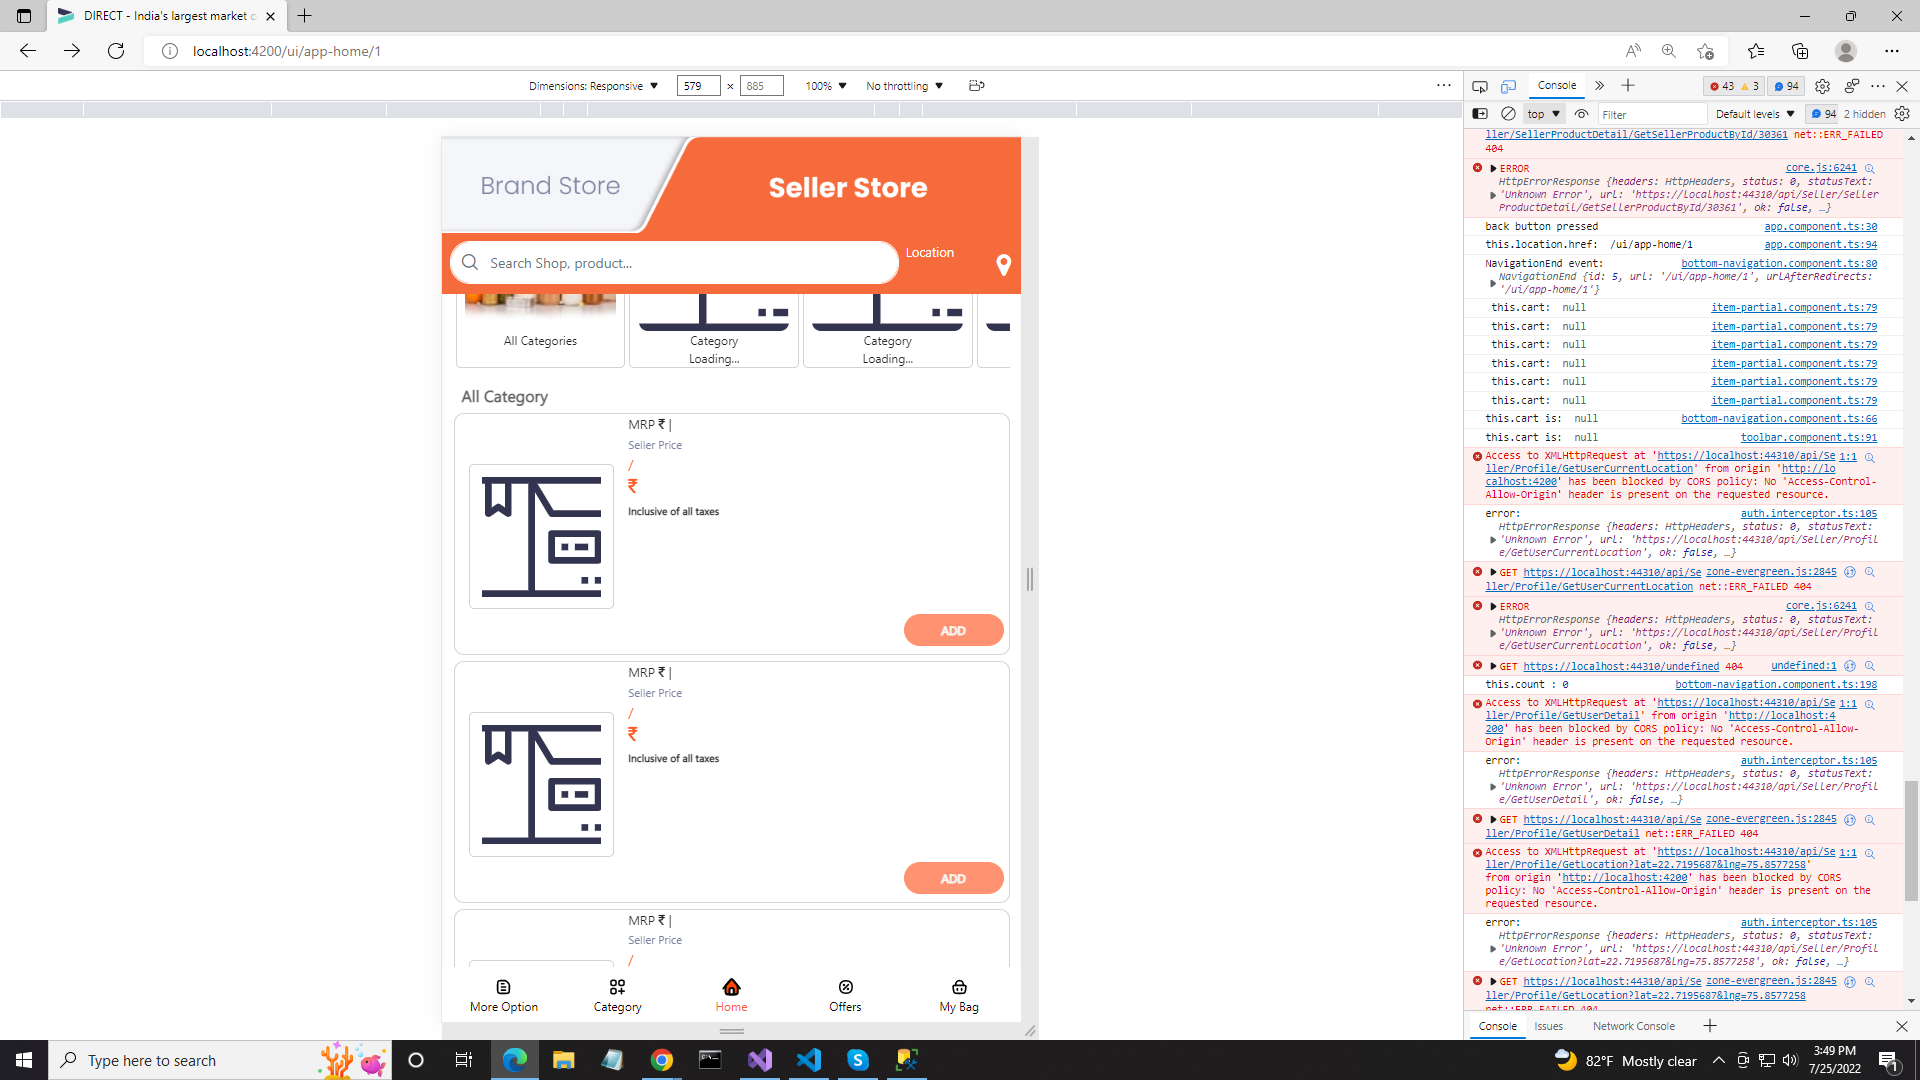 DIRECT - India's largest market o
localhost:4200/ui/app-home/1
Dimensions: Responsive 579 × 885 100% No throttling
Brand Store
Seller Store
Search Shop, product...
Location
All Categories
Category
Loading...
Category
Loading...
All Category
MRP ₹ |
Seller Price
/
₹
Inclusive of all taxes
ADD
MRP ₹ |
Seller Price
/
₹
Inclusive of all taxes
ADD
MRP ₹ |
Seller Price
/
More Option
Category
Home
Offers
My Bag
Console
43 3 94
top
Filter
Default levels
94
2 hidden
ller/SellerProductDetail/GetSellerProductById/30361 net::ERR_FAILED
404
ERROR core.js:6241
HttpErrorResponse {headers: HttpHeaders, status: 0, statusText:
'Unknown Error', url: 'https://localhost:44310/api/Seller/Seller
ProductDetail/GetSellerProductById/30361', ok: false, …}
back button pressed app.component.ts:30
this.location.href: /ui/app-home/1 app.component.ts:94
NavigationEnd event: bottom-navigation.component.ts:80
NavigationEnd {id: 5, url: '/ui/app-home/1', urlAfterRedirects:
'/ui/app-home/1'}
this.cart: null item-partial.component.ts:79
this.cart: null item-partial.component.ts:79
this.cart: null item-partial.component.ts:79
this.cart: null item-partial.component.ts:79
this.cart: null item-partial.component.ts:79
this.cart: null item-partial.component.ts:79
this.cart is: null bottom-navigation.component.ts:66
this.cart is: null toolbar.component.ts:91
Access to XMLHttpRequest at 'https://localhost:44310/api/Se 1:1
ller/Profile/GetUserCurrentLocation' from origin 'http://lo
calhost:4200' has been blocked by CORS policy: No 'Access-Control-
Allow-Origin' header is present on the requested resource.
error: auth.interceptor.ts:105
HttpErrorResponse {headers: HttpHeaders, status: 0, statusText:
'Unknown Error', url: 'https://localhost:44310/api/Seller/Profil
e/GetUserCurrentLocation', ok: false, …}
GET https://localhost:44310/api/Se zone-evergreen.js:2845
ller/Profile/GetUserCurrentLocation net::ERR_FAILED 404
ERROR core.js:6241
HttpErrorResponse {headers: HttpHeaders, status: 0, statusText:
'Unknown Error', url: 'https://localhost:44310/api/Seller/Profil
e/GetUserCurrentLocation', ok: false, …}
GET https://localhost:44310/undefined 404 undefined:1
this.count : 0 bottom-navigation.component.ts:198
Access to XMLHttpRequest at 'https://localhost:44310/api/Se 1:1
ller/Profile/GetUserDetail' from origin 'http://localhost:4
200' has been blocked by CORS policy: No 'Access-Control-Allow-
Origin' header is present on the requested resource.
error: auth.interceptor.ts:105
HttpErrorResponse {headers: HttpHeaders, status: 0, statusText:
'Unknown Error', url: 'https://localhost:44310/api/Seller/Profil
e/GetUserDetail', ok: false, …}
GET https://localhost:44310/api/Se zone-evergreen.js:2845
ller/Profile/GetUserDetail net::ERR_FAILED 404
Access to XMLHttpRequest at 'https://localhost:44310/api/Se 1:1
ller/Profile/GetLocation?lat=22.7195687&lng=75.8577258'
from origin 'http://localhost:4200' has been blocked by CORS
policy: No 'Access-Control-Allow-Origin' header is present on the
requested resource.
error: auth.interceptor.ts:105
HttpErrorResponse {headers: HttpHeaders, status: 0, statusText:
'Unknown Error', url: 'https://localhost:44310/api/Seller/Profil
e/GetLocation?lat=22.7195687&lng=75.8577258', ok: false, …}
GET https://localhost:44310/api/Se zone-evergreen.js:2845
ller/Profile/GetLocation?lat=22.7195687&lng=75.8577258
net::ERR_FAILED 404
Console Issues Network Console
Type here to search
82°F Mostly clear
3:49 PM
7/25/2022
1